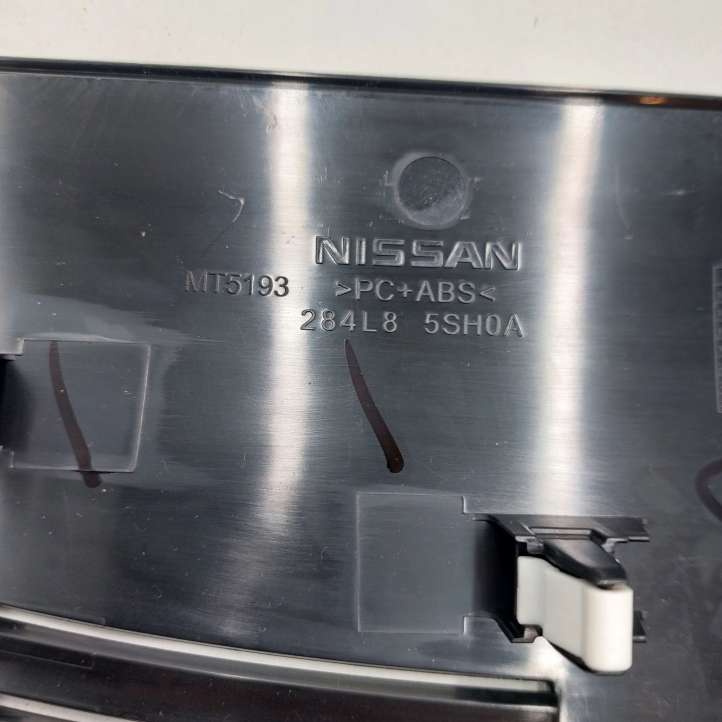 NISSAN
MT5193 >PC+ABS<
284L8 5SH0A